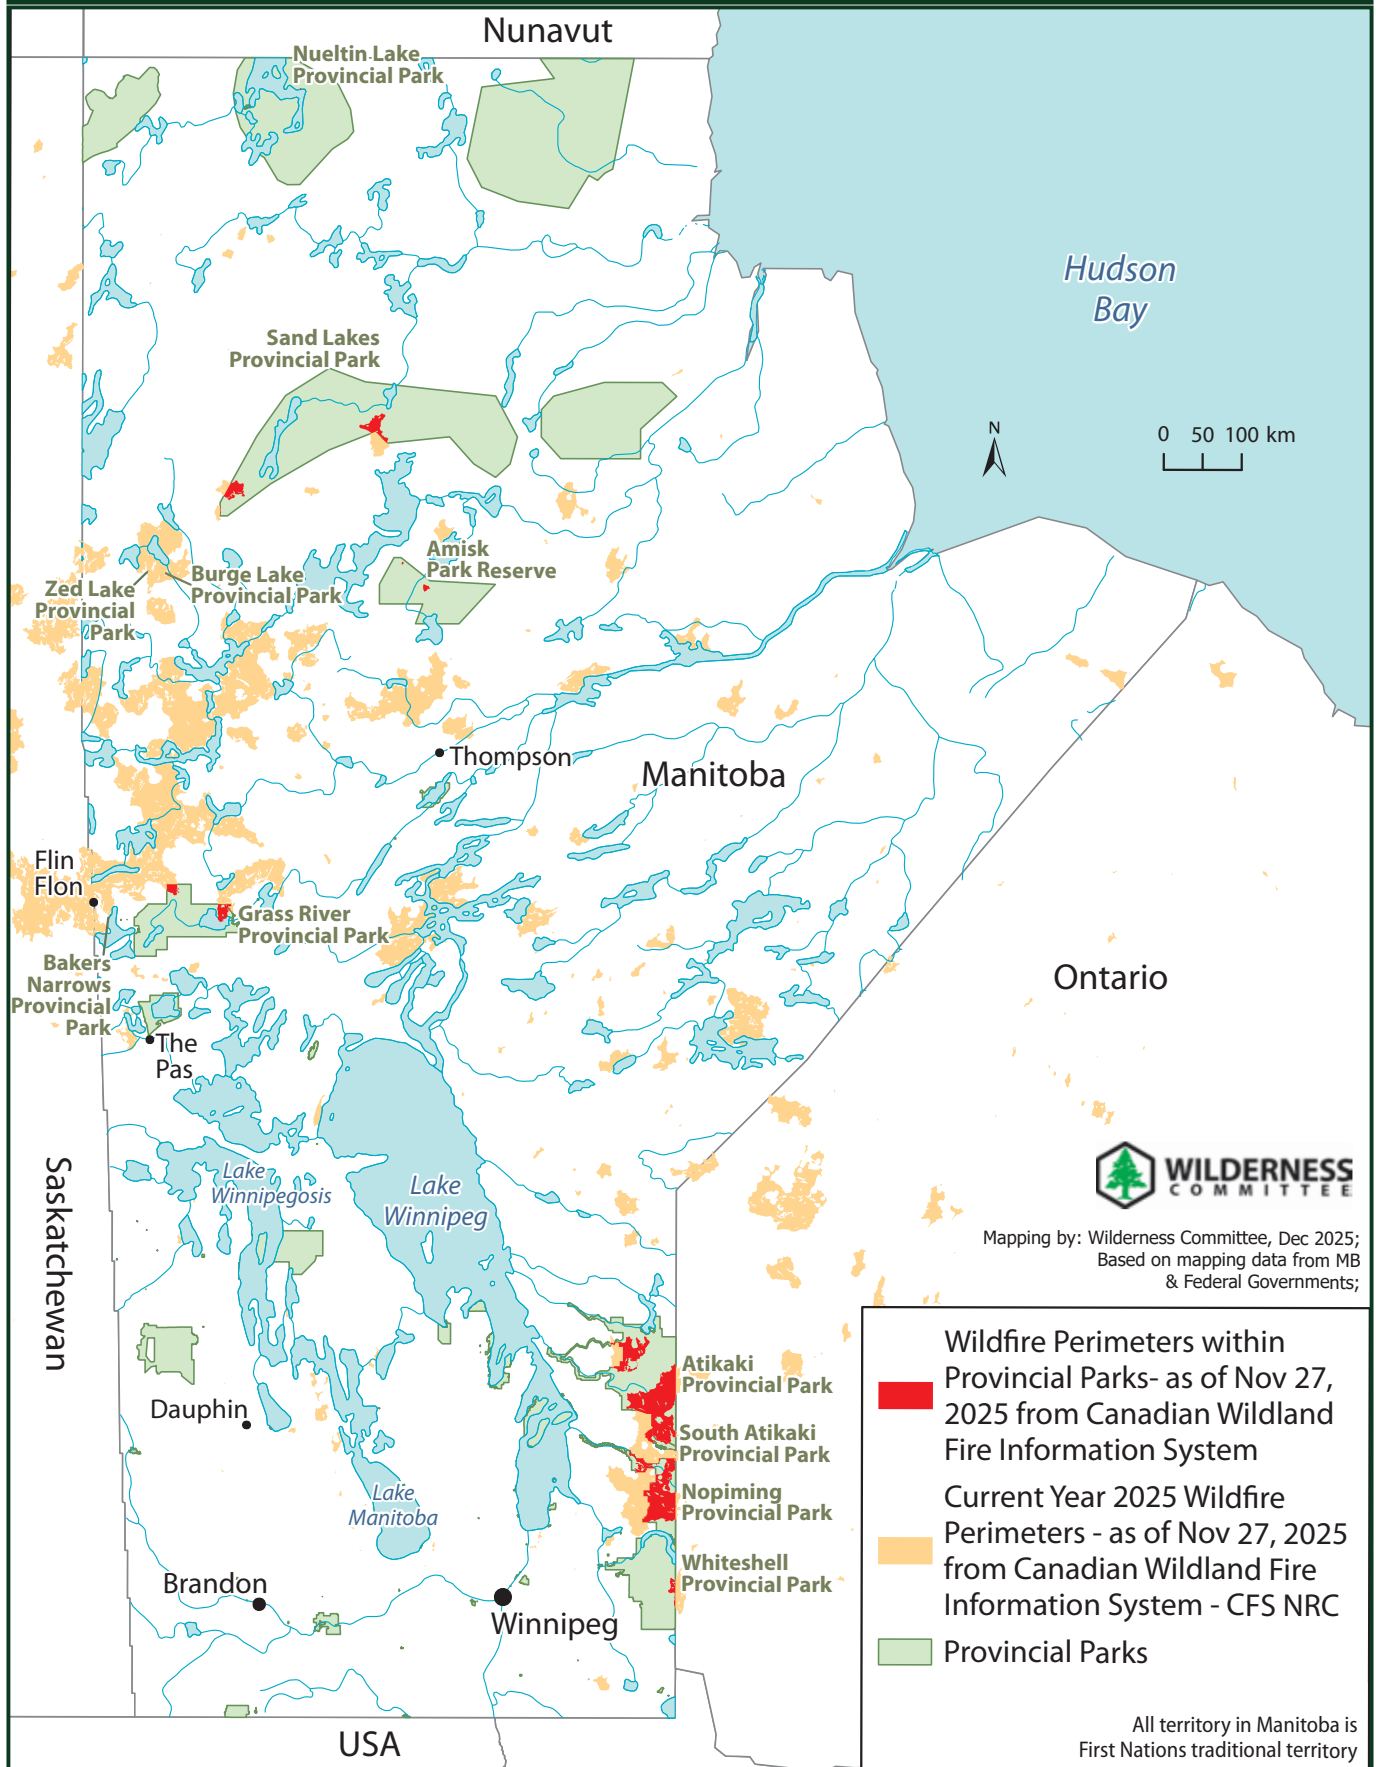 Nunavut
Nueltin Lake
Provincial Park
Hudson
Bay
Sand Lakes
Provincial Park
N
0 50 100 km
Amisk
Park Reserve
Burge Lake
Provincial Park
Zed Lake
Provincial
Park
Thompson
Manitoba
Flin
Flon
Grass River
Provincial Park
Bakers
Narrows
Provincial
Park
Ontario
The
Pas
Saskatchewan
Lake
Winnipegosis
Lake
Winnipeg
WILDERNESS
COMMITTEE
Mapping by: Wilderness Committee, Dec 2025;
Based on mapping data from MB
& Federal Governments;
Atikaki
Provincial Park
South Atikaki
Provincial Park
Nopiming
Provincial Park
Whiteshell
Provincial Park
Dauphin
Lake
Manitoba
Brandon
Winnipeg
USA
Wildfire Perimeters within
Provincial Parks- as of Nov 27,
2025 from Canadian Wildland
Fire Information System
Current Year 2025 Wildfire
Perimeters - as of Nov 27, 2025
from Canadian Wildland Fire
Information System - CFS NRC
Provincial Parks
All territory in Manitoba is
First Nations traditional territory